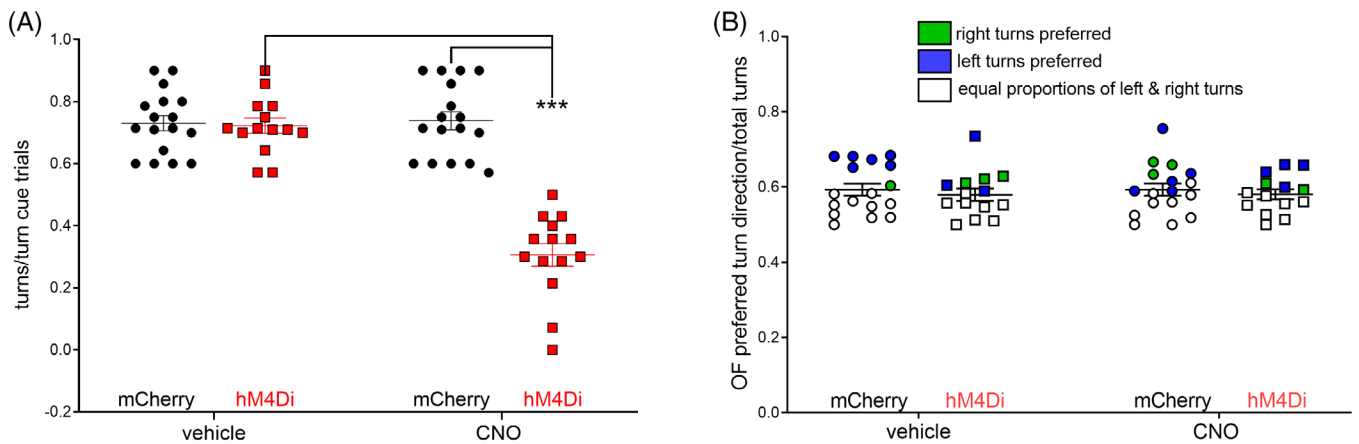 (A)
turns/turn cue trials
1.0
0.8
0.6
0.4
0.2
0.0
-0.2
***
mCherry hM4Di mCherry hM4Di
vehicle CNO
(B)
OF preferred turn direction/total turns
1.0
0.8
0.6
0.4
0.2
0.0
right turns preferred
left turns preferred
equal proportions of left & right turns
mCherry hM4Di mCherry hM4Di
vehicle CNO